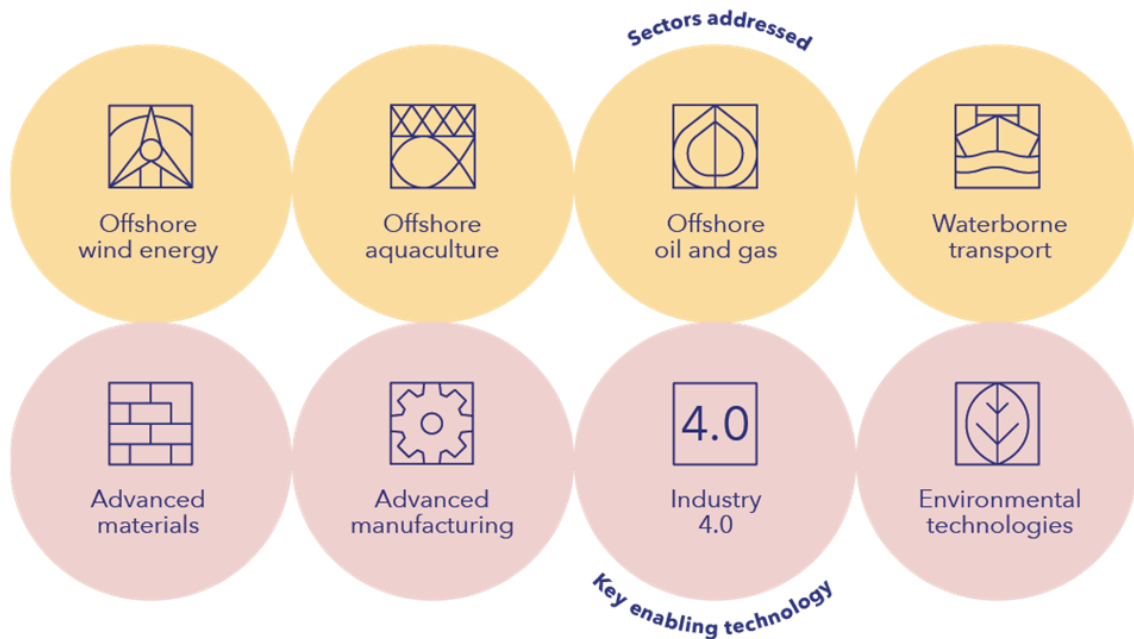 Sectors addressed
Offshore
wind energy
Offshore
aquaculture
Offshore
oil and gas
Waterborne
transport
Advanced
materials
Advanced
manufacturing
4.0
Industry
4.0
Environmental
technologies
Key enabling technology